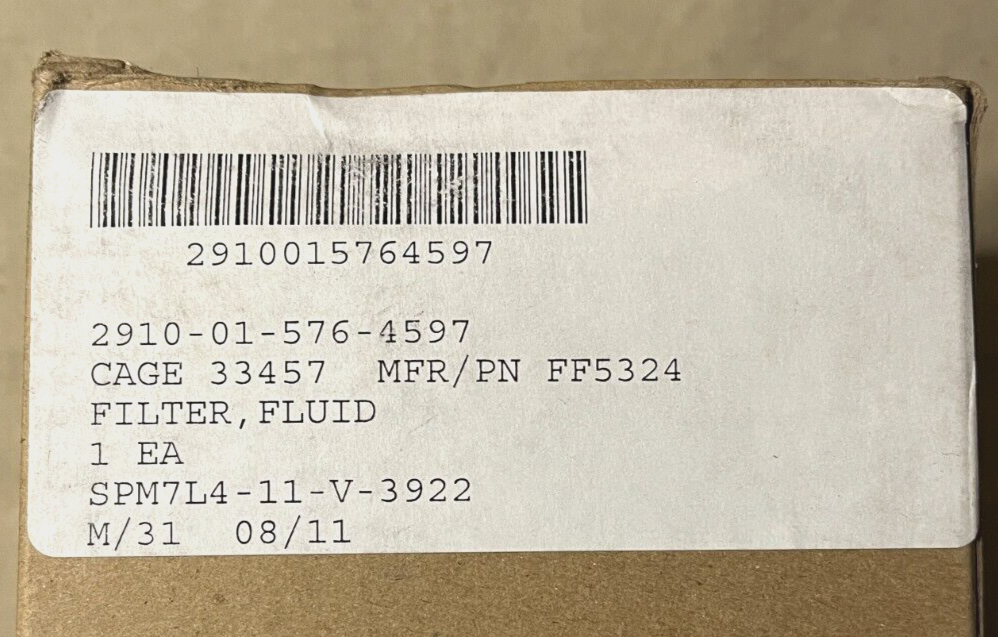 2910015764597
2910-01-576-4597
CAGE 33457 MFR/PN FF5324
FILTER,FLUID
1 EA
SPM7L4-11-V-3922
M/31 08/11